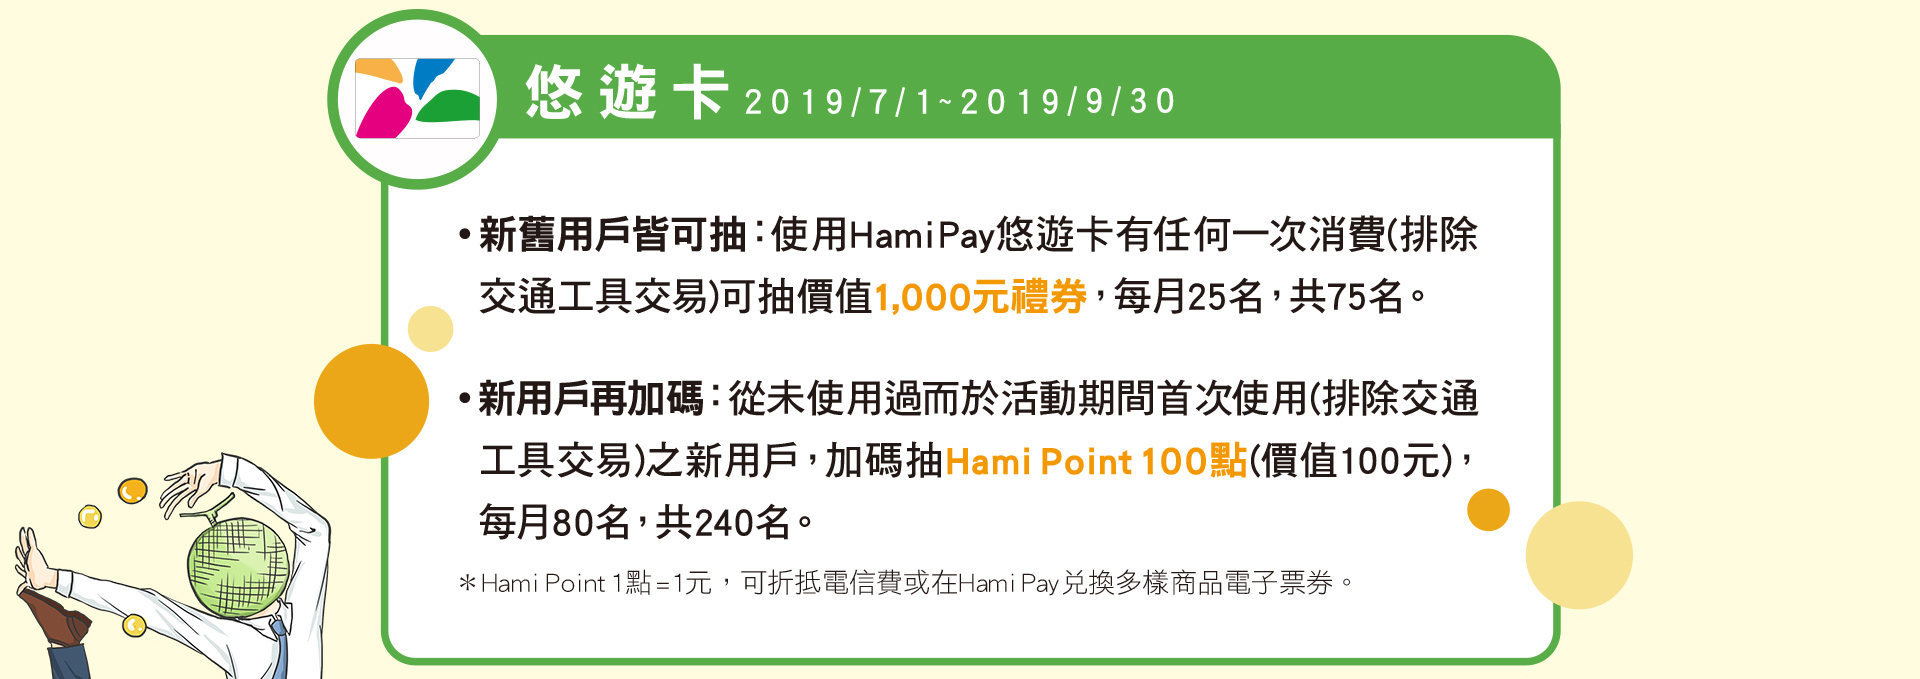 悠遊卡 2019/7/1~2019/9/30
•新舊用戶皆可抽：使用Hami Pay悠遊卡有任何一次消費(排除
交通工具交易)可抽價值1,000元禮券，每月25名，共75名。
•新用戶再加碼：從未使用過而於活動期間首次使用(排除交通
工具交易)之新用戶，加碼抽Hami Point 100點(價值100元)，
每月80名，共240名。
＊Hami Point 1點=1元，可折抵電信費或在Hami Pay兌換多樣商品電子票券。